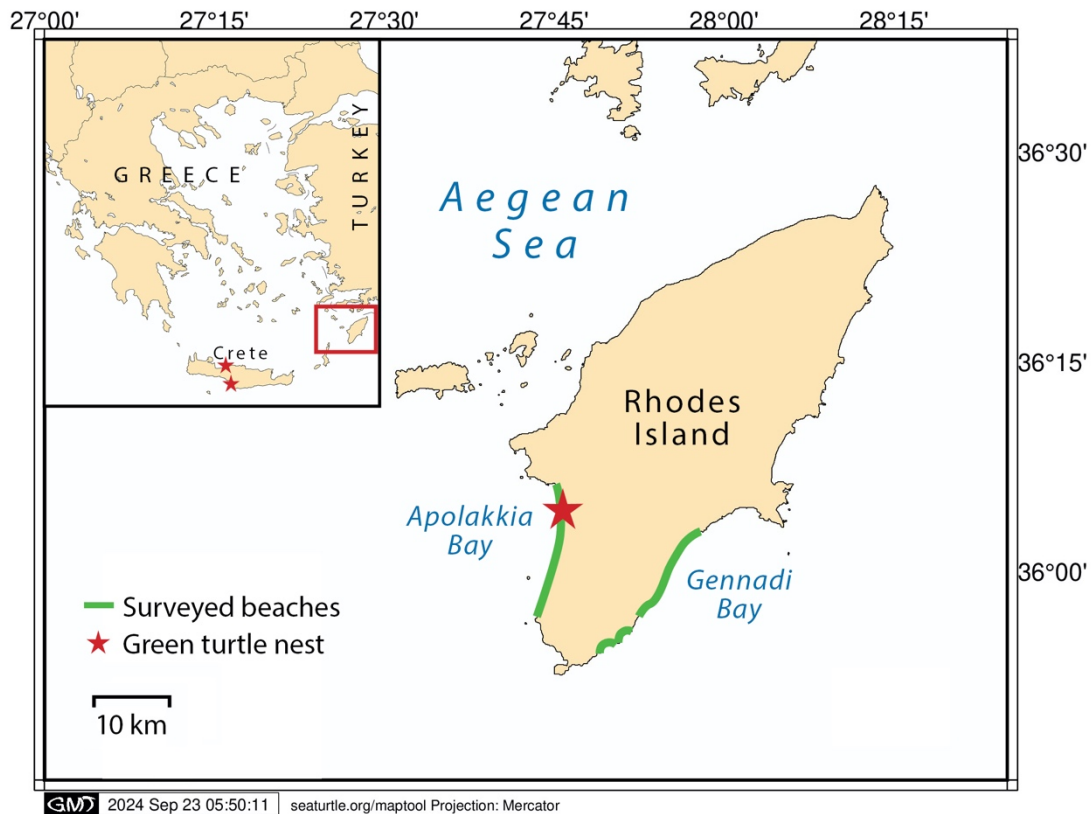 27°00' 27°15' 27°30' 27°45' 28°00' 28°15'
GREECE
TURKEY
Crete
Aegean
Sea
36°30'
36°15'
36°00'
Rhodes
Island
Apolakkia
Bay
Gennadi
Bay
Surveyed beaches
Green turtle nest
10 km
GMT 2024 Sep 23 05:50:11 seaturtle.org/maptool Projection: Mercator